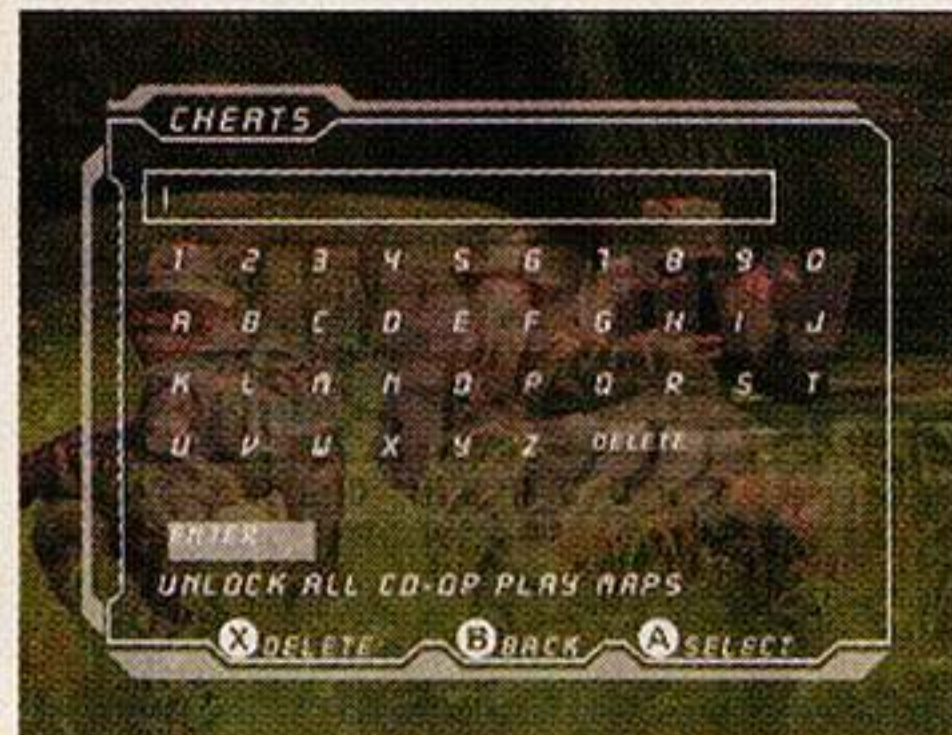 CHEATS
1 2 3 4 5 6 7 8 9 0
A B C D E F G H I J
K L M N O P Q R S T
U V W X Y Z DELETE
ENTER
UNLOCK ALL CO-OP PLAY MAPS
X DELETE B BACK A SELECT